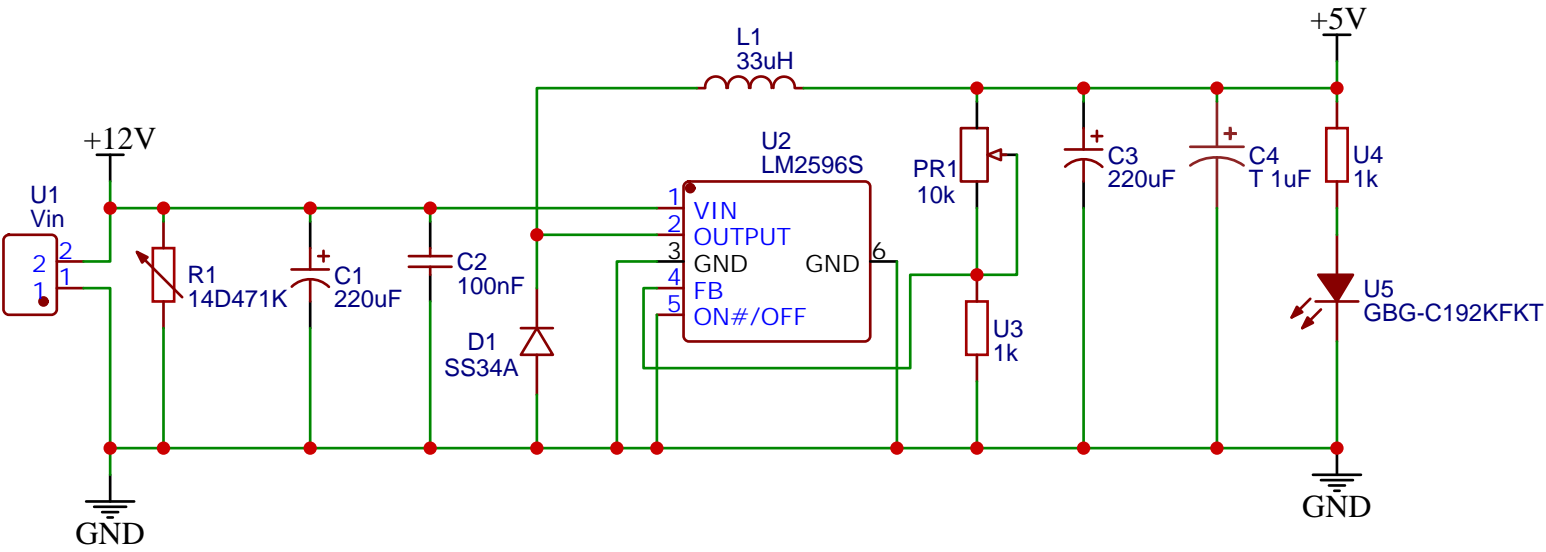 +5V
L1
33uH
+12V
U2
LM2596S
PR1
10k
C3
220uF
C4
T 1uF
U4
1k
U1
Vin
2
2
1
1
1
VIN
2
OUTPUT
3
GND
GND
6
4
FB
5
ON#/OFF
R1
14D471K
C1
220uF
C2
100nF
D1
SS34A
U3
1k
U5
GBG-C192KFKT
GND
GND